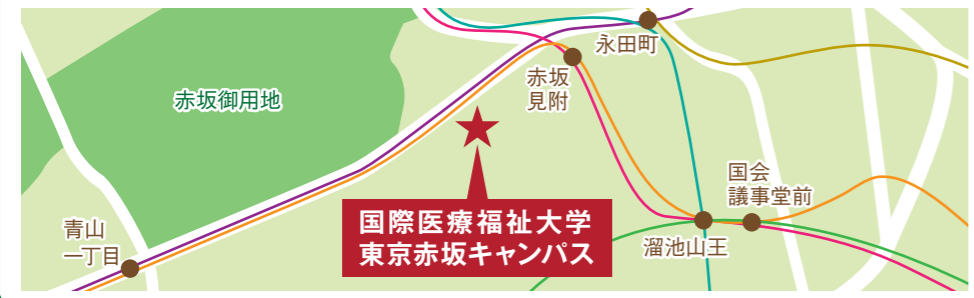 永田町
赤坂
見附
赤坂御用地
国会
議事堂前
青山
一丁目
国際医療福祉大学
東京赤坂キャンパス
溜池山王